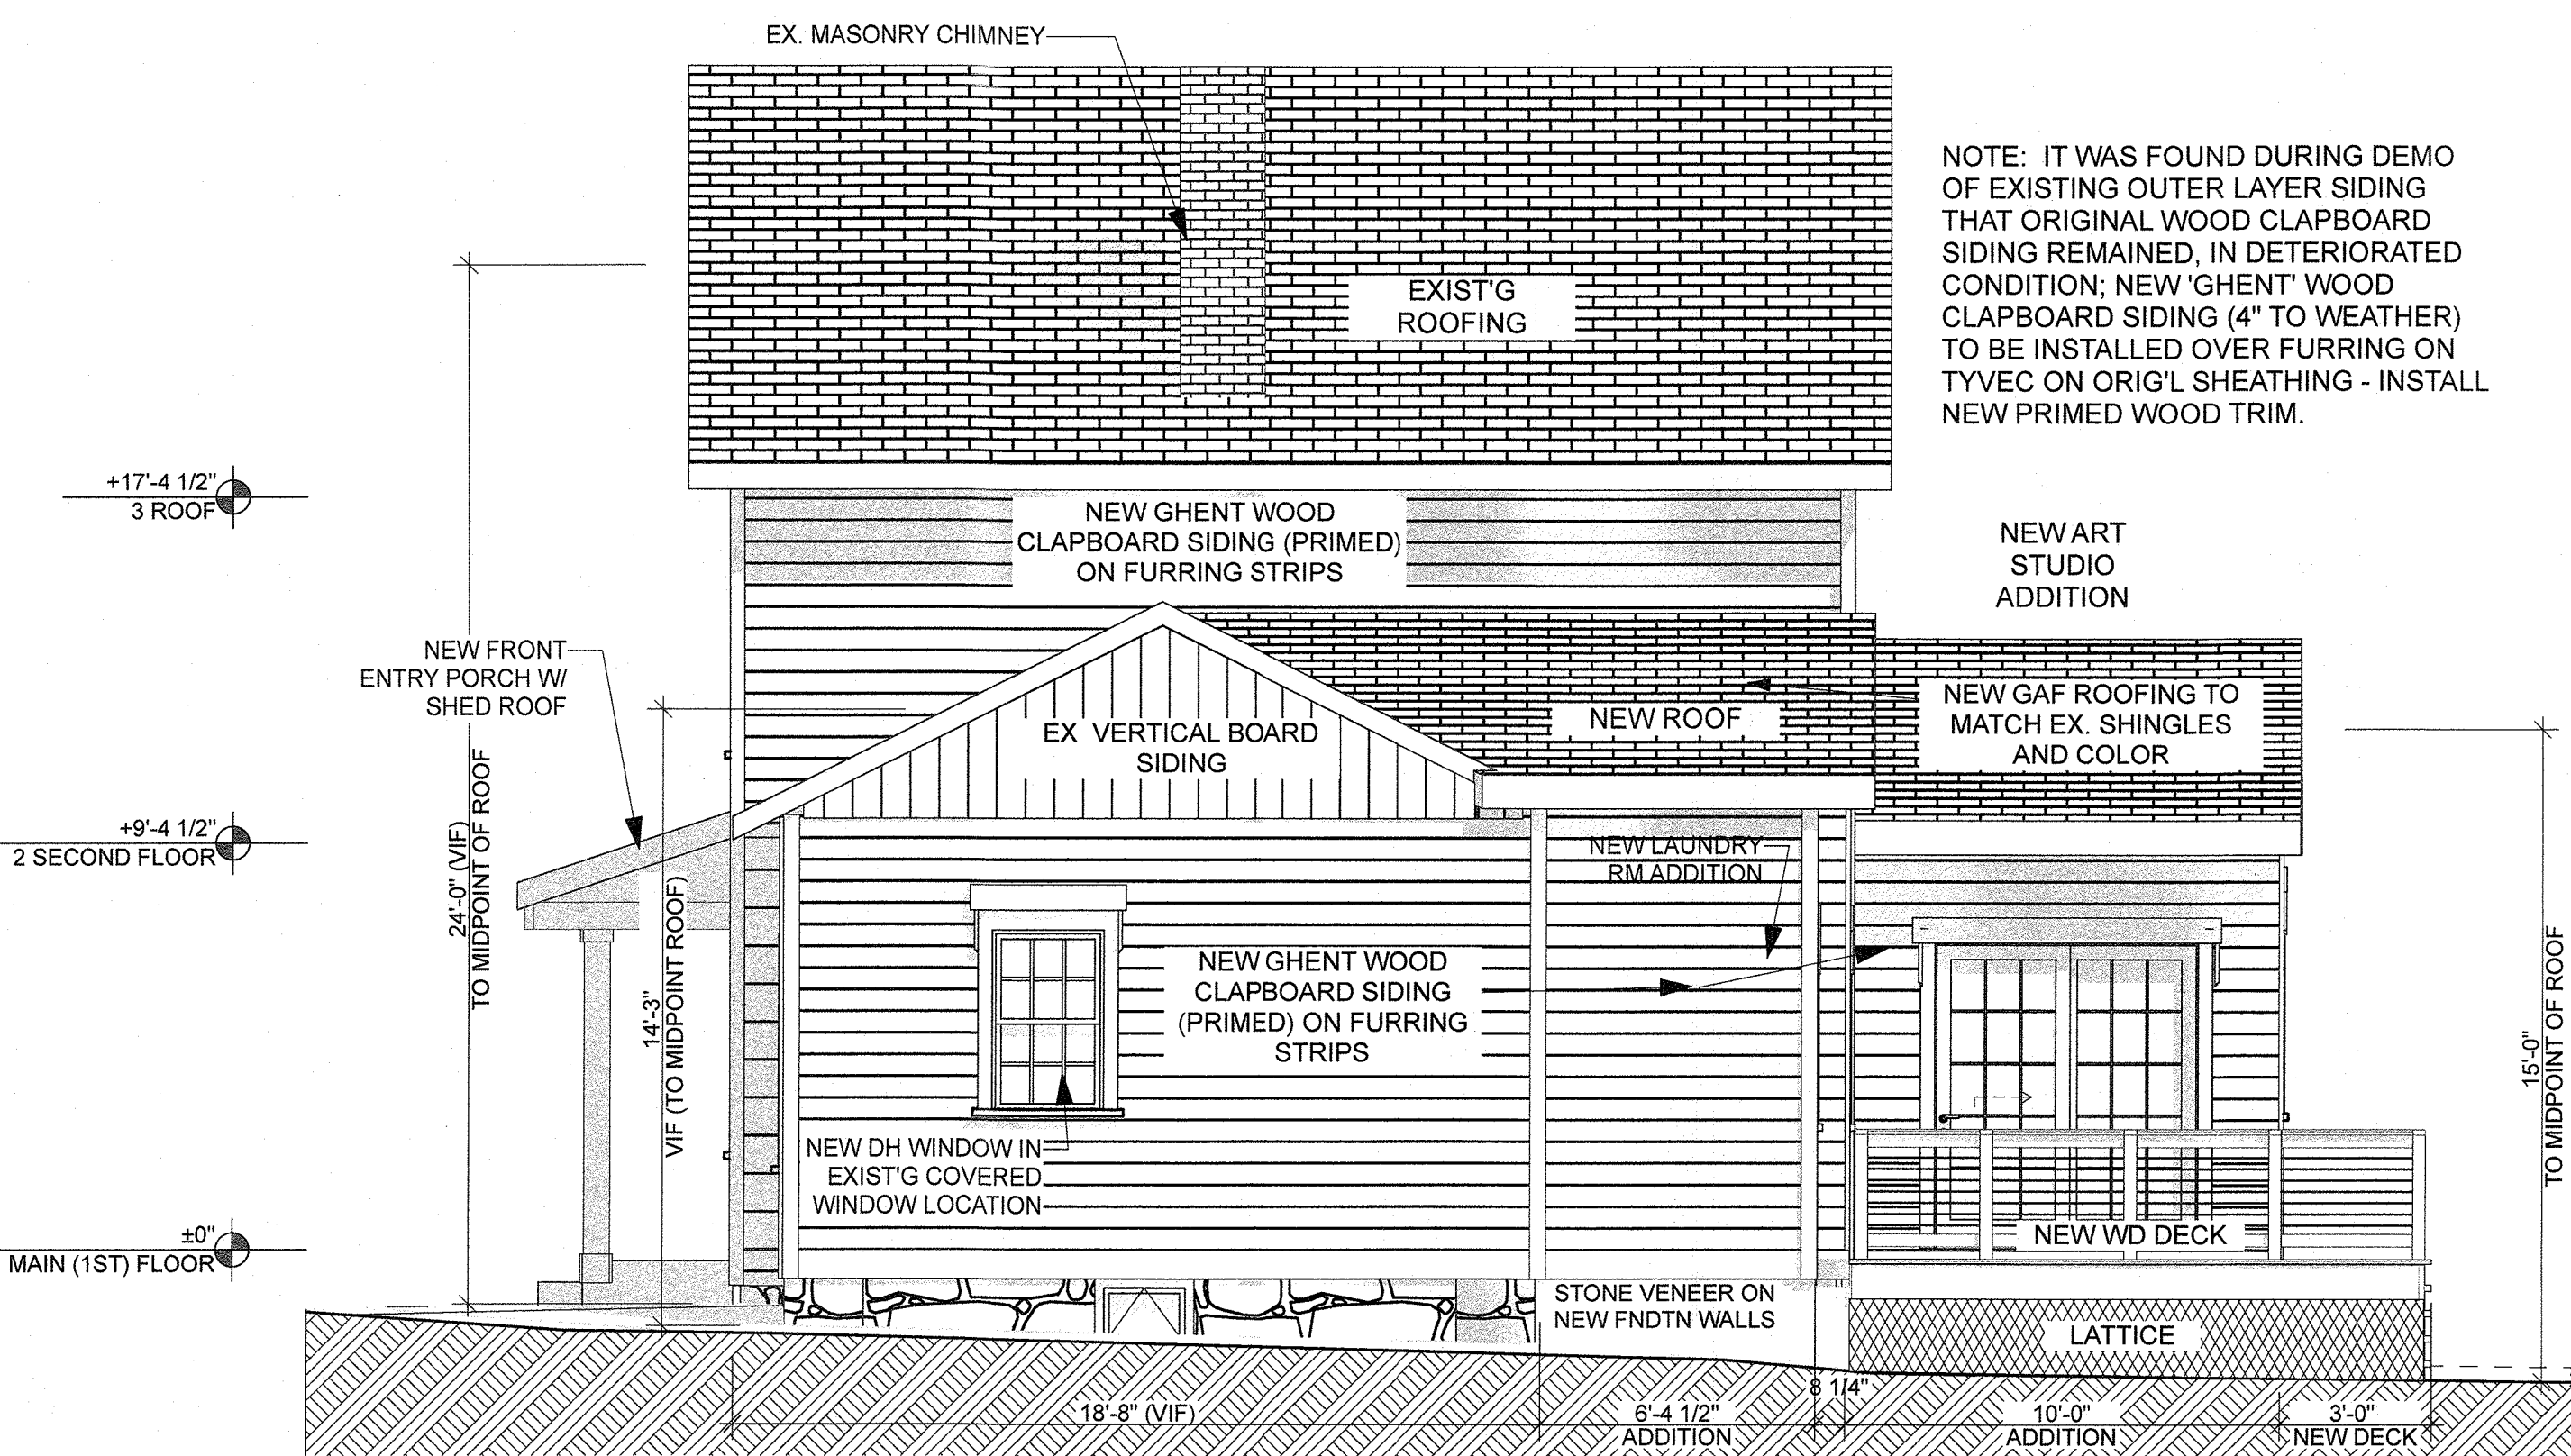 EX. MASONRY CHIMNEY
EXIST'G
ROOFING
NOTE: IT WAS FOUND DURING DEMO
OF EXISTING OUTER LAYER SIDING
THAT ORIGINAL WOOD CLAPBOARD
SIDING REMAINED, IN DETERIORATED
CONDITION; NEW 'GHENT' WOOD
CLAPBOARD SIDING (4" TO WEATHER)
TO BE INSTALLED OVER FURRING ON
TYVEC ON ORIG'L SHEATHING - INSTALL
NEW PRIMED WOOD TRIM.
+17'-4 1/2"
3 ROOF
NEW GHENT WOOD
CLAPBOARD SIDING (PRIMED)
ON FURRING STRIPS
NEW ART
STUDIO
ADDITION
NEW FRONT
ENTRY PORCH W/
SHED ROOF
EX VERTICAL BOARD
SIDING
NEW ROOF
NEW GAF ROOFING TO
MATCH EX. SHINGLES
AND COLOR
+9'-4 1/2"
2 SECOND FLOOR
24'-0" (VIF)
TO MIDPOINT OF ROOF
14'-3"
VIF (TO MIDPOINT ROOF)
NEW LAUNDRY
RM ADDITION
NEW GHENT WOOD
CLAPBOARD SIDING
(PRIMED) ON FURRING
STRIPS
15'-0"
TO MIDPOINT OF ROOF
NEW DH WINDOW IN
EXIST'G COVERED
WINDOW LOCATION
±0"
MAIN (1ST) FLOOR
NEW WD DECK
STONE VENEER ON
NEW FNDTN WALLS
LATTICE
18'-8" (VIF)
6'-4 1/2"
ADDITION
8 1/4"
10'-0"
ADDITION
3'-0"
NEW DECK